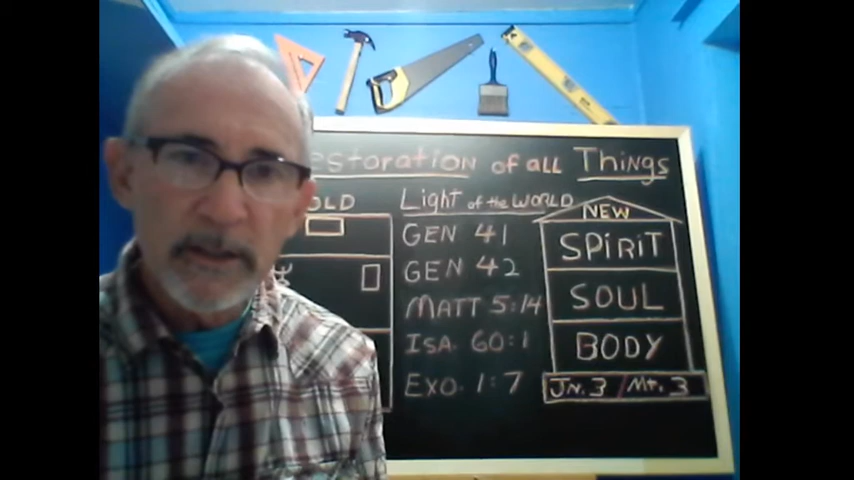 estoration of all Things
OLD
Light of the WORLD
NEW
GEN 41
SPiRiT
GEN 42
SOUL
MATT 5:14
ISA. 60:1
BODY
EXO. 1:7
Jn. 3 / Mt. 3